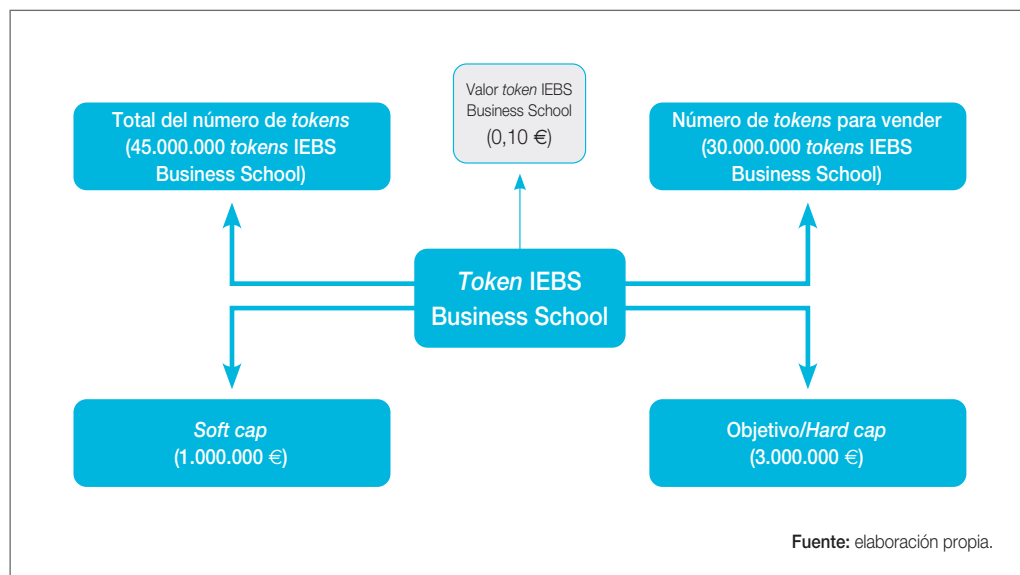 Valor token IEBS
Business School
(0,10 €)
Total del número de tokens
(45.000.000 tokens IEBS
Business School)
Número de tokens para vender
(30.000.000 tokens IEBS
Business School)
Token IEBS
Business School
Soft cap
(1.000.000 €)
Objetivo/Hard cap
(3.000.000 €)
Fuente: elaboración propia.